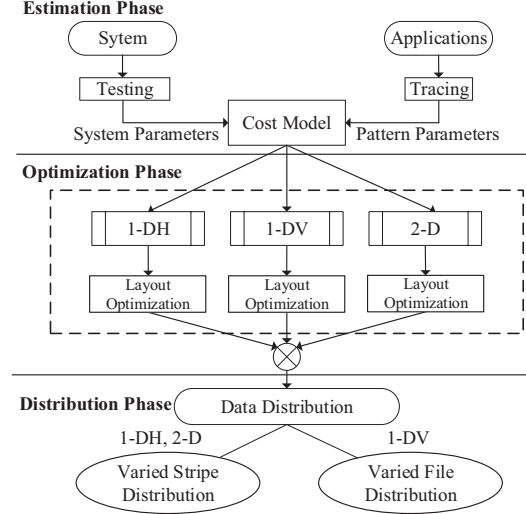 Estimation Phase
Sytem
Applications
Testing
Tracing
System Parameters
Cost Model
Pattern Parameters
Optimization Phase
1-DH
1-DV
2-D
Layout
Optimization
Layout
Optimization
Layout
Optimization
Distribution Phase
Data Distribution
1-DH, 2-D
1-DV
Varied Stripe
Distribution
Varied File
Distribution